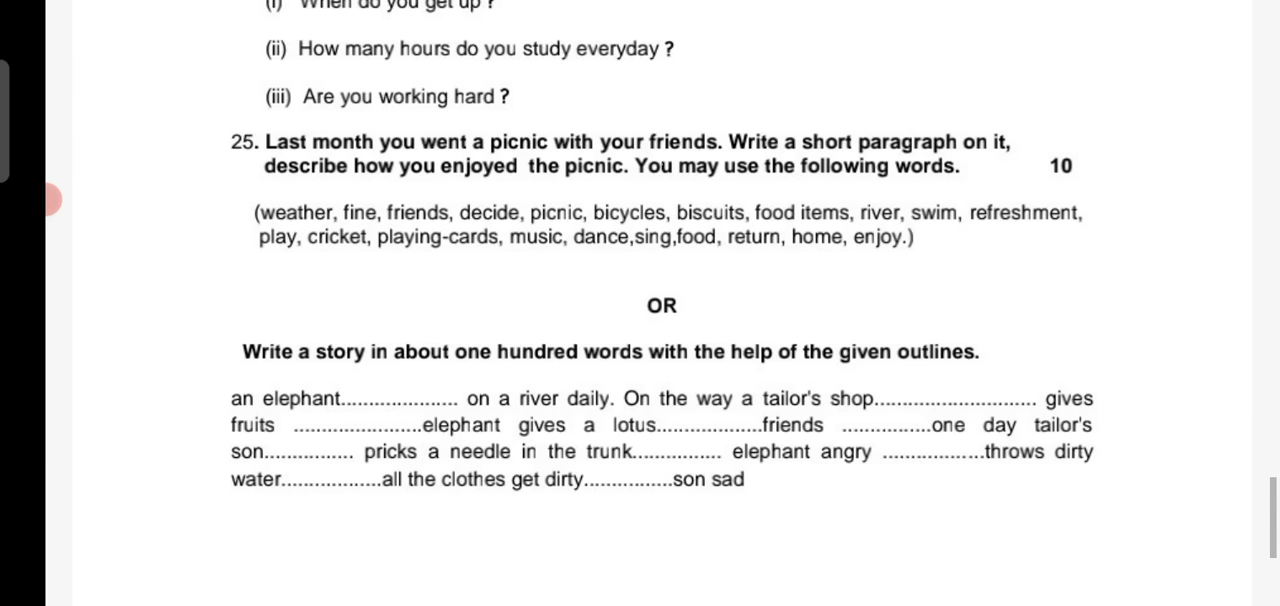 (i) When do you get up ?
(ii) How many hours do you study everyday ?
(iii) Are you working hard ?
25. Last month you went a picnic with your friends. Write a short paragraph on it,
describe how you enjoyed the picnic. You may use the following words. 10
(weather, fine, friends, decide, picnic, bicycles, biscuits, food items, river, swim, refreshment,
play, cricket, playing-cards, music, dance,sing,food, return, home, enjoy.)
OR
Write a story in about one hundred words with the help of the given outlines.
an elephant..................... on a river daily. On the way a tailor's shop............................. gives
fruits .......................elephant gives a lotus...................friends ................one day tailor's
son................ pricks a needle in the trunk................ elephant angry ..................throws dirty
water..................all the clothes get dirty................son sad